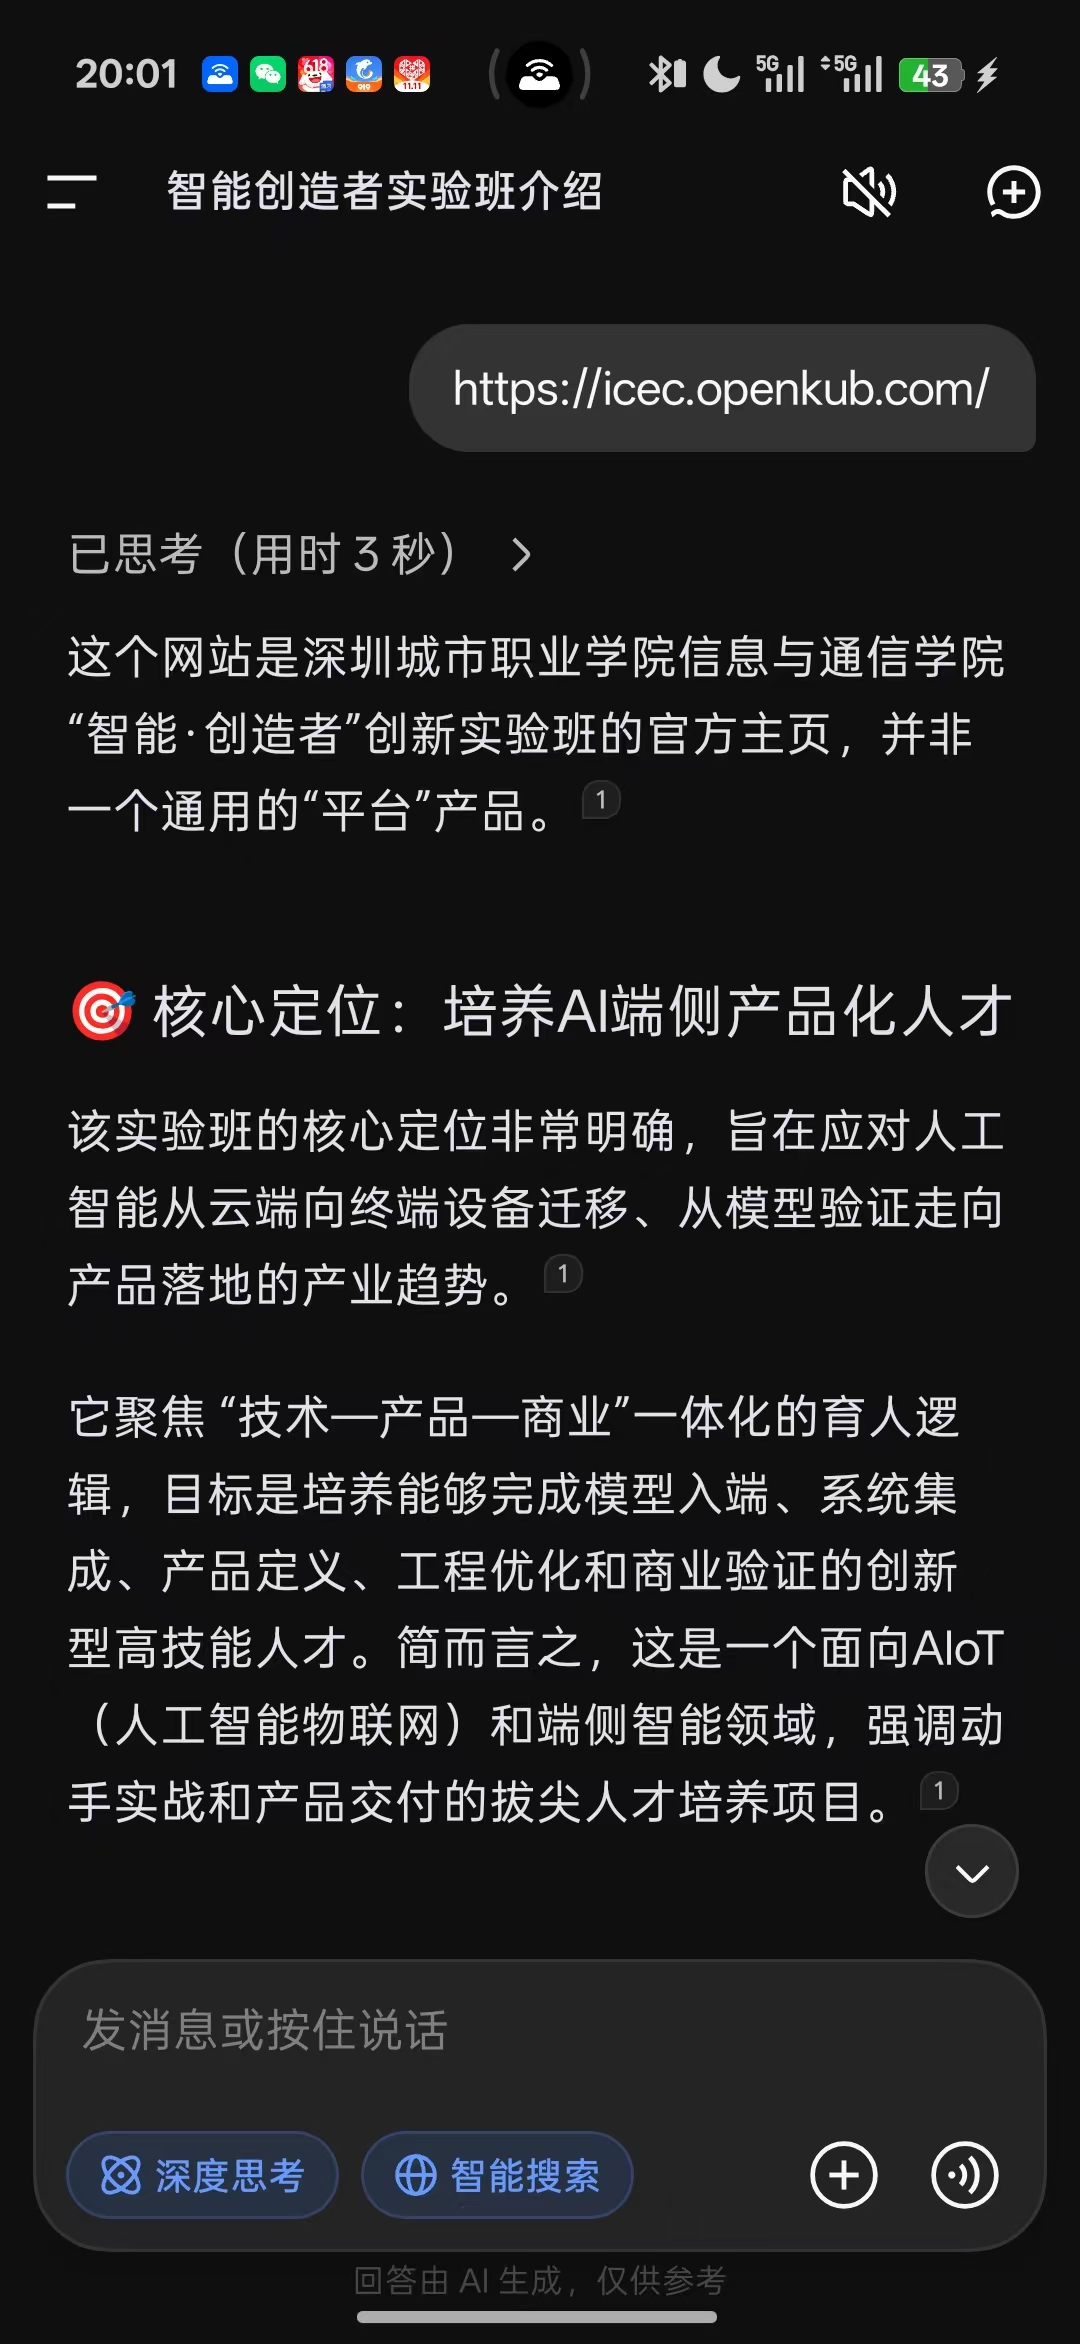 20:01
618
919
11.11
5G
5G
43
智能创造者实验班介绍
https://icec.openkub.com/
已思考（用时 3 秒）
这个网站是深圳城市职业学院信息与通信学院
“智能·创造者”创新实验班的官方主页，并非
一个通用的“平台”产品。 1
🎯 核心定位：培养AI端侧产品化人才
该实验班的核心定位非常明确，旨在应对人工
智能从云端向终端设备迁移、从模型验证走向
产品落地的产业趋势。 1
它聚焦 “技术—产品—商业”一体化的育人逻
辑，目标是培养能够完成模型入端、系统集
成、产品定义、工程优化和商业验证的创新
型高技能人才。简而言之，这是一个面向AIoT
（人工智能物联网）和端侧智能领域，强调动
手实战和产品交付的拔尖人才培养项目。 1
发消息或按住说话
深度思考
智能搜索
回答由 AI 生成，仅供参考